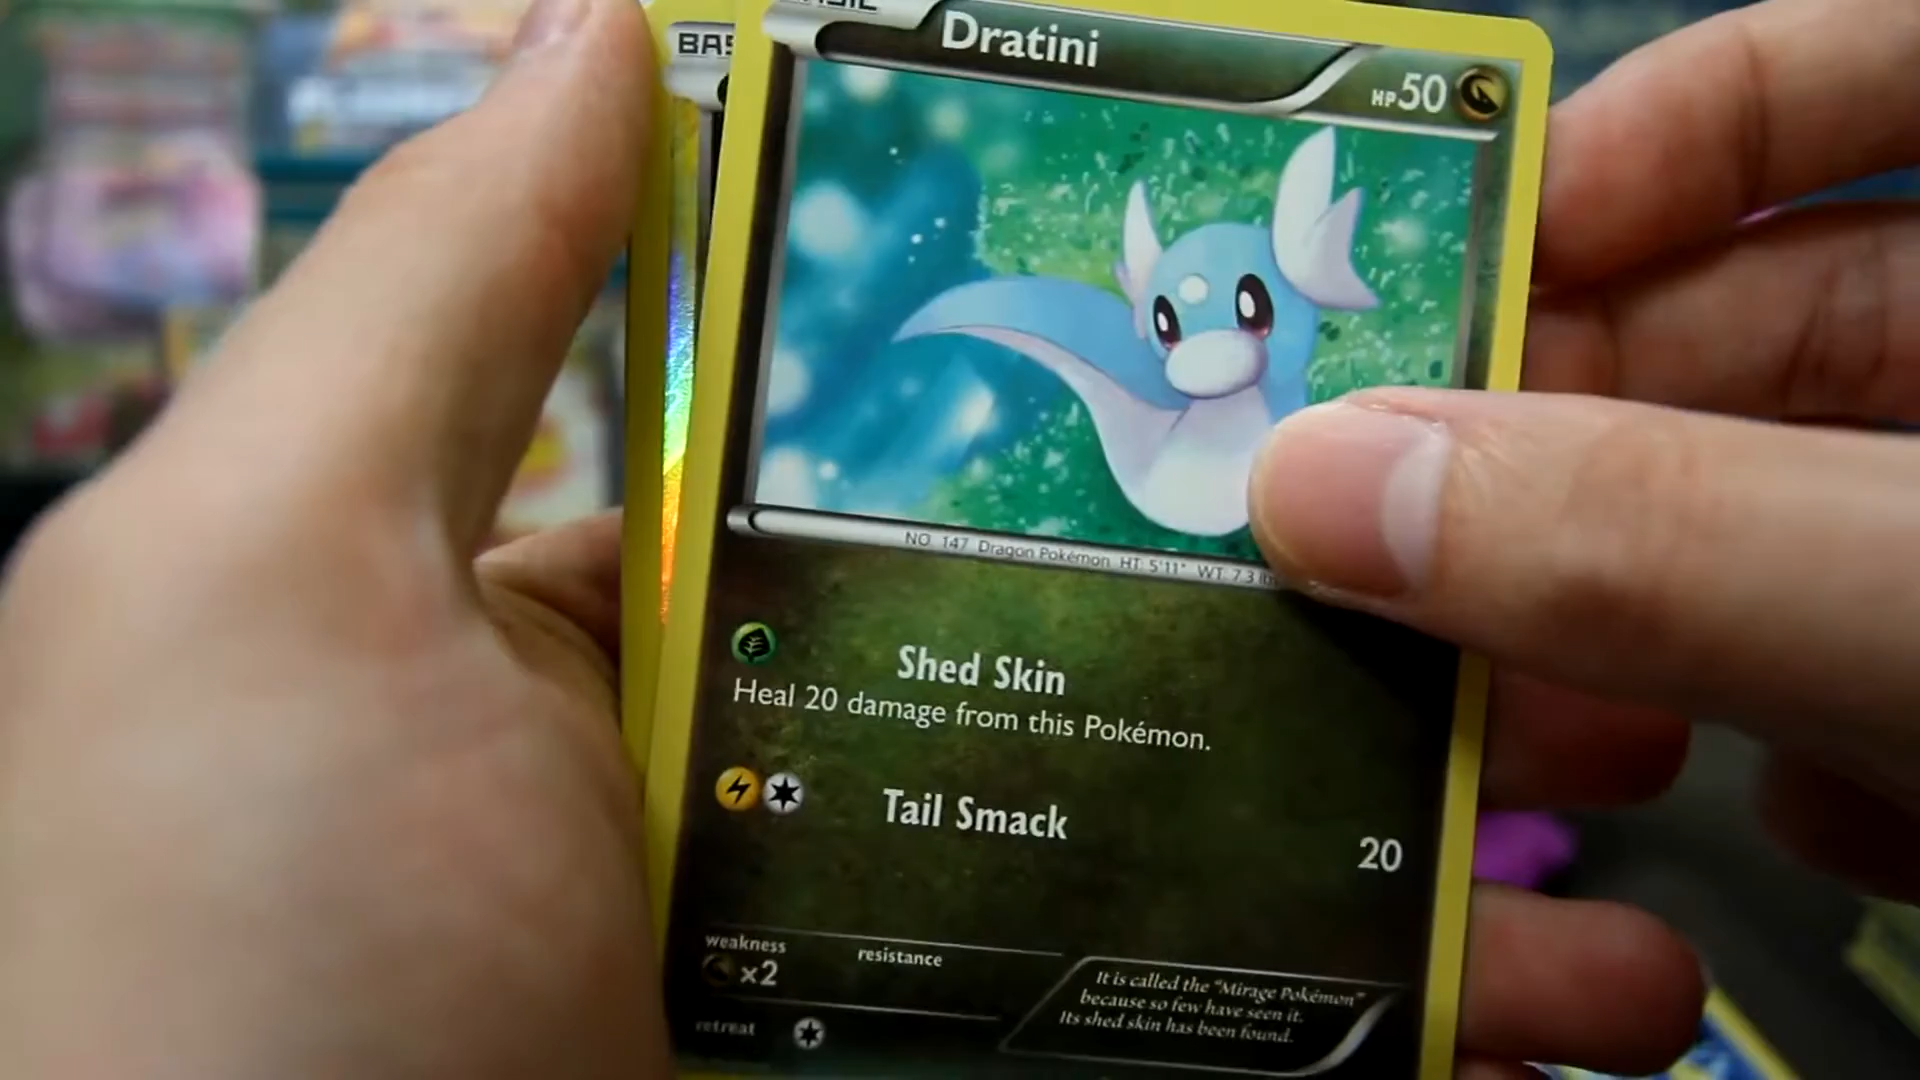 BASIC
Dratini
HP50
NO. 147 Dragon Pokémon HT 5'11" WT 7.3 lbs
Shed Skin
Heal 20 damage from this Pokémon.
Tail Smack
20
weakness
x2
resistance
retreat
It is called the "Mirage Pokémon"
because so few have seen it.
Its shed skin has been found.